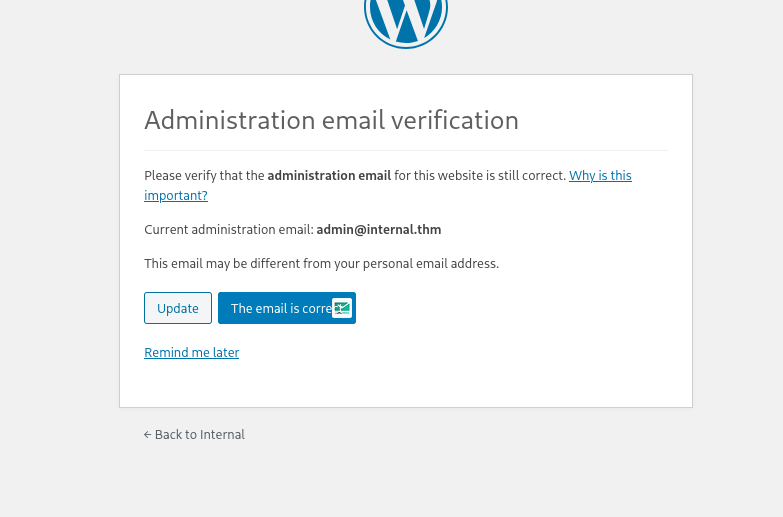 Administration email verification
Please verify that the administration email for this website is still correct. Why is this
important?
Current administration email: admin@internal.thm
This email may be different from your personal email address.
Update
The email is corre
Remind me later
← Back to Internal